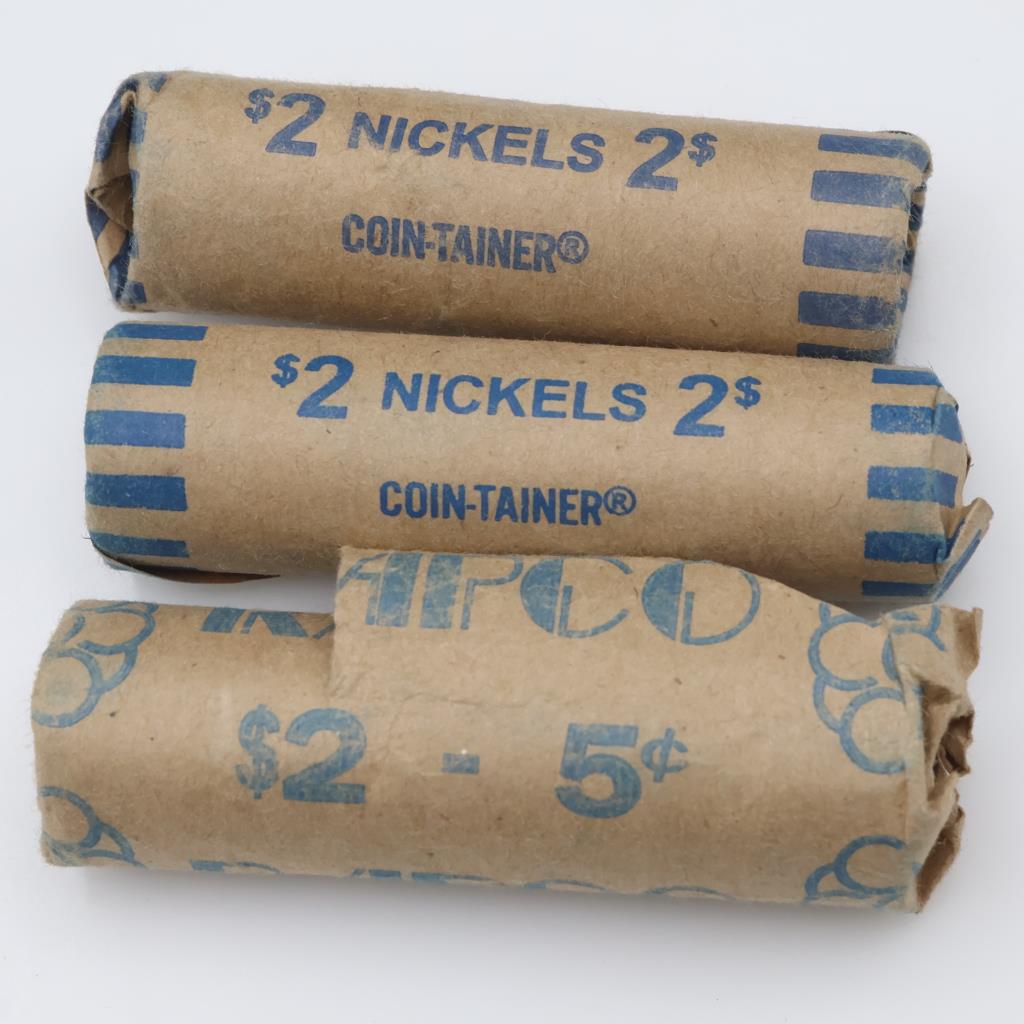 $2 NICKELS 2$
COIN-TAINER®
$2 NICKELS 2$
COIN-TAINER®
$2 - 5¢